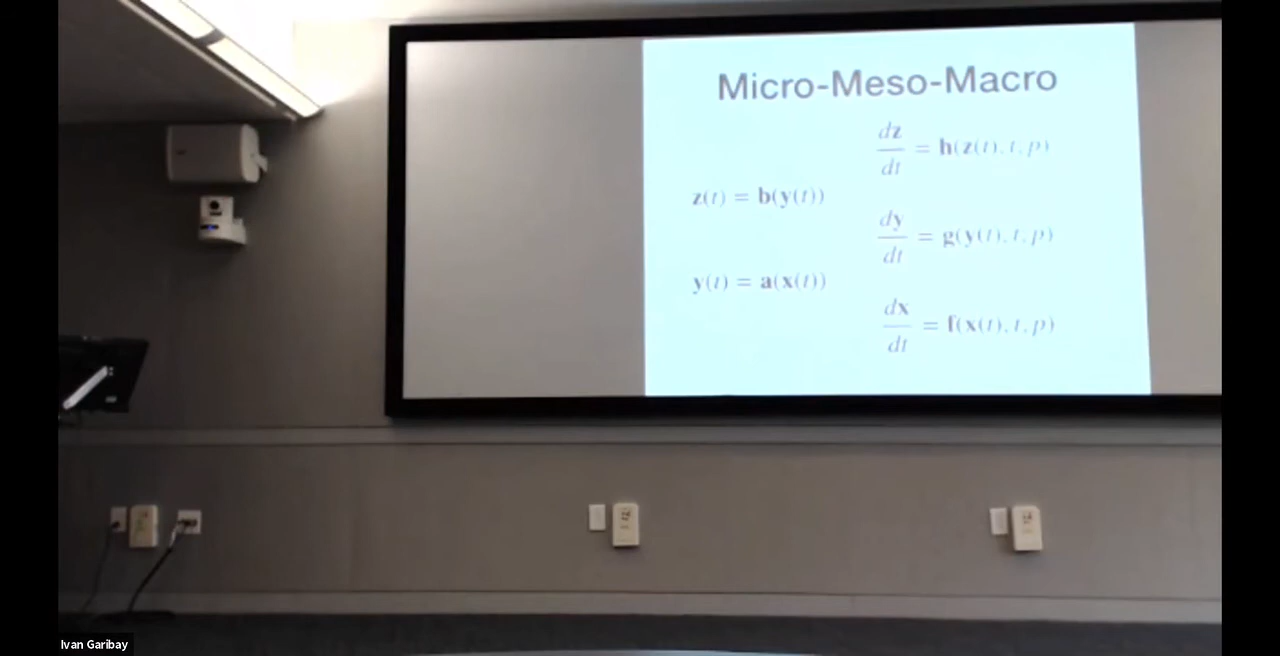 Micro-Meso-Macro
dz/dt = h(z(t), t, p)
z(t) = b(y(t))
dy/dt = g(y(t), t, p)
y(t) = a(x(t))
dx/dt = f(x(t), t, p)
Ivan Garibay